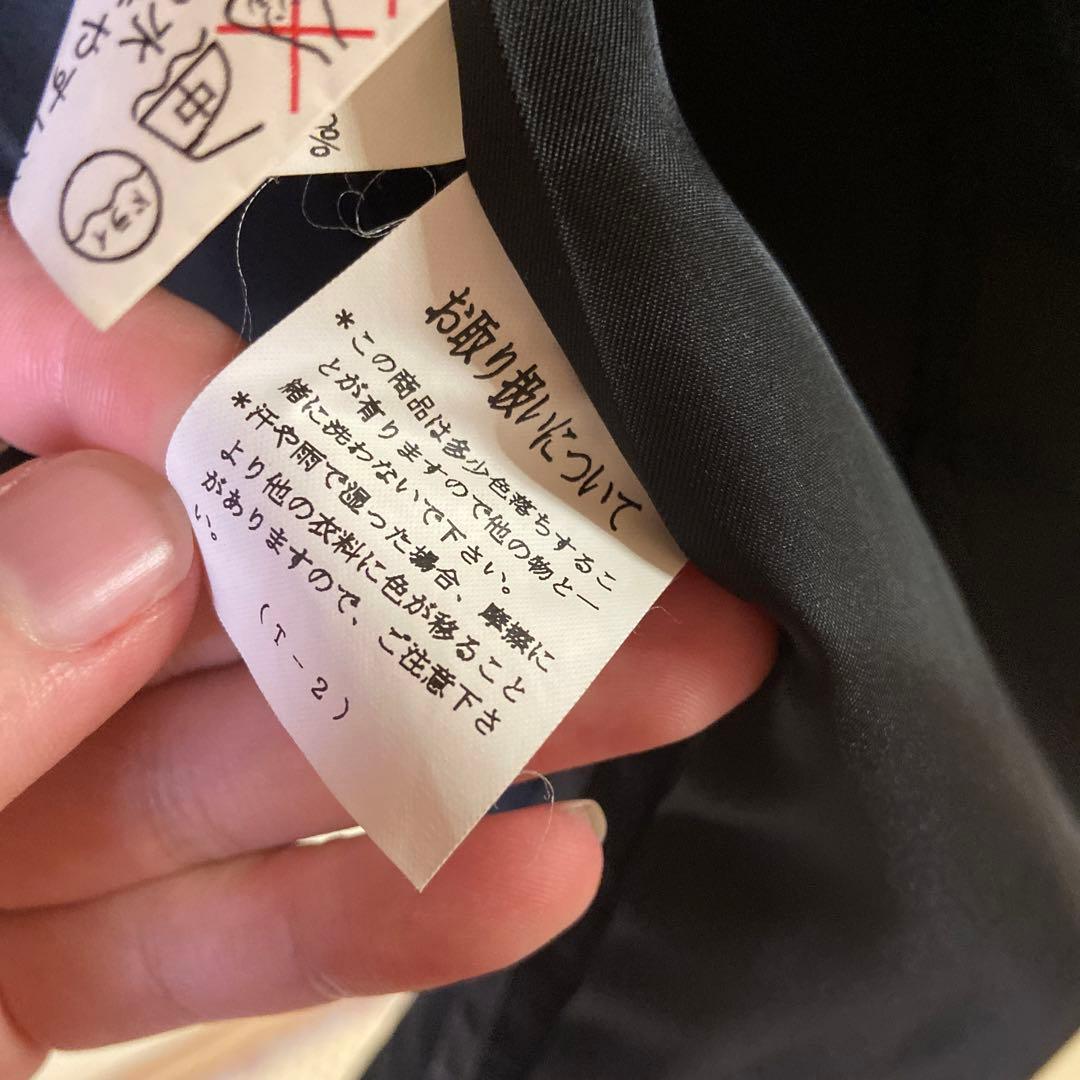 水
やす
中
ドライ
%
お取り扱いについて
*この商品は多少色落ちするこ
とが有りますので他の物と一
緒に洗わないで下さい。
*汗や雨で湿った場合、摩擦に
より他の衣料に色が移ること
がありますので、ご注意下さ
い。
(I-2)